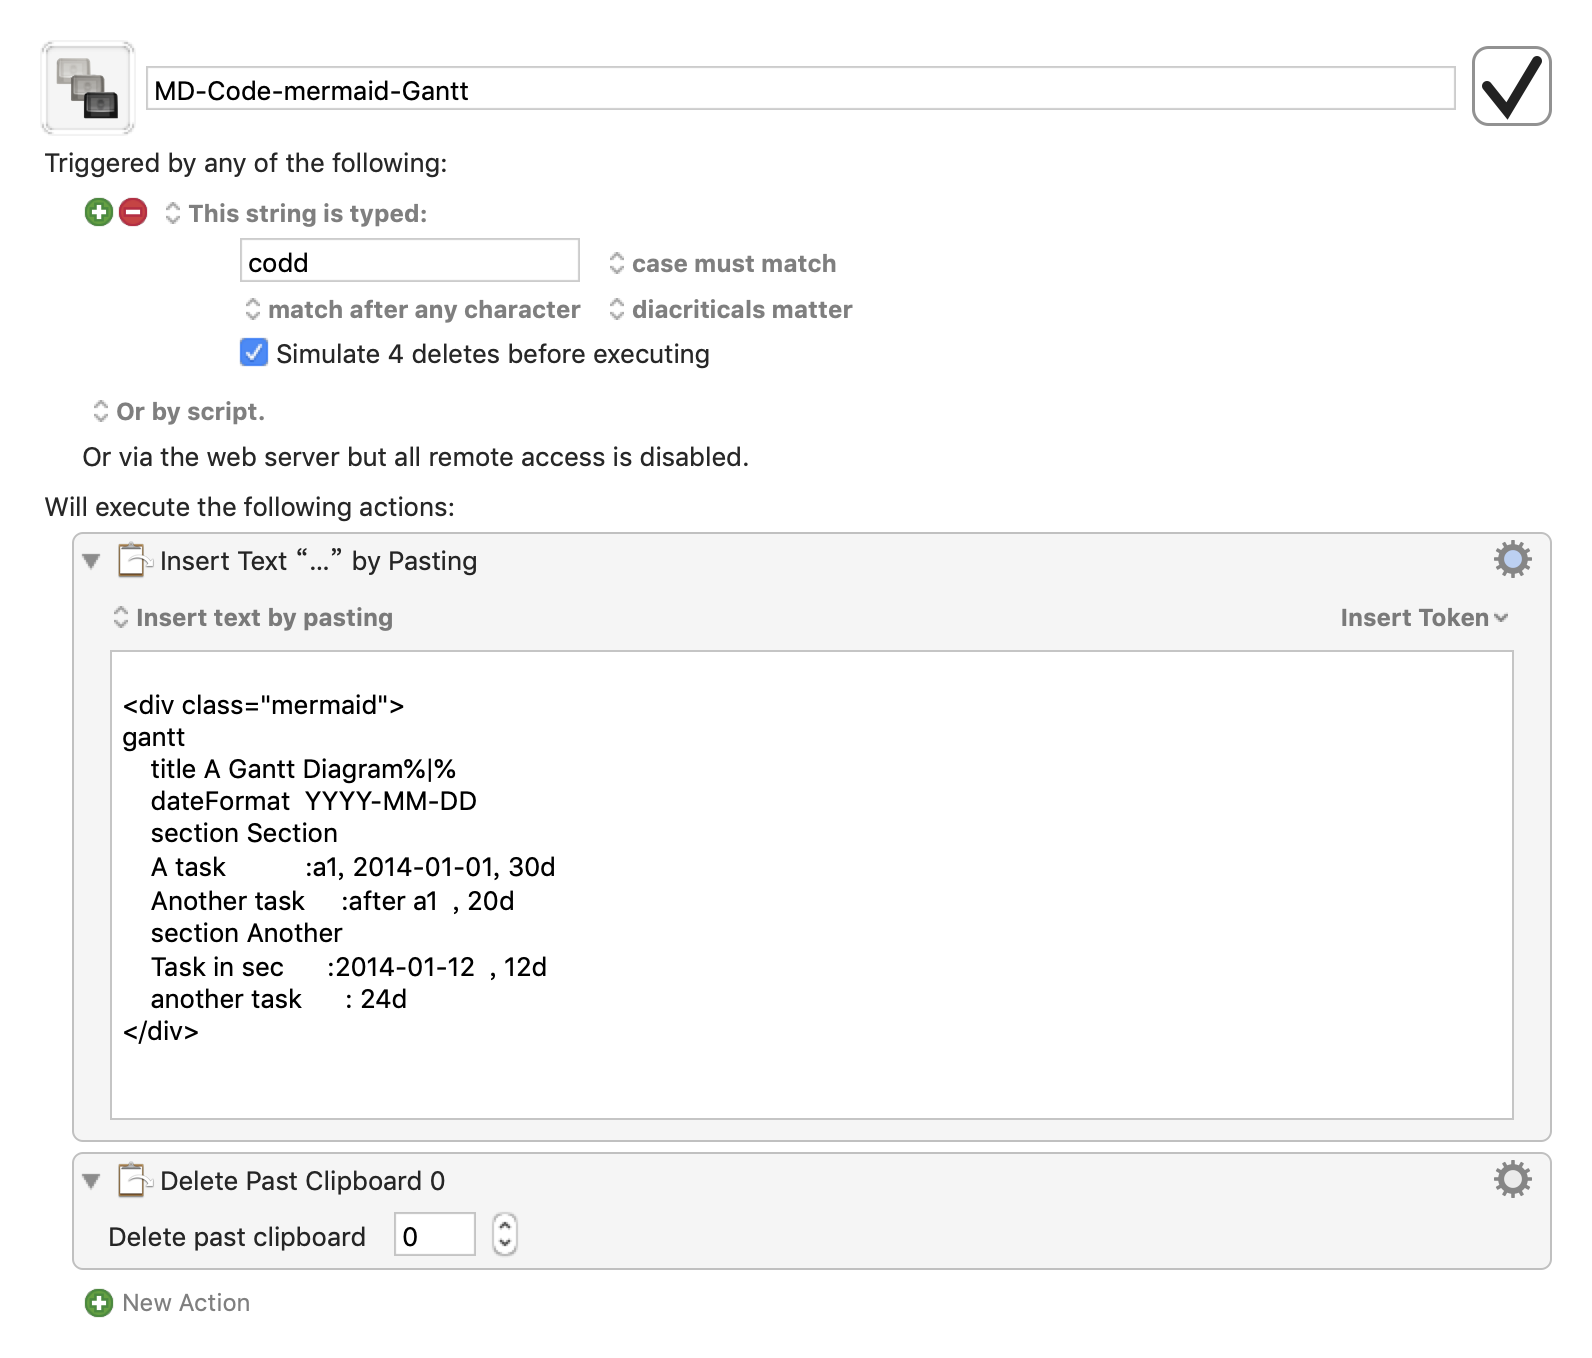 MD-Code-mermaid-Gantt
Triggered by any of the following:
This string is typed:
codd case must match
match after any character diacriticals matter
Simulate 4 deletes before executing
Or by script.
Or via the web server but all remote access is disabled.
Will execute the following actions:
Insert Text “...” by Pasting
Insert text by pasting Insert Token
<div class="mermaid">
gantt
    title A Gantt Diagram%|%
    dateFormat  YYYY-MM-DD
    section Section
    A task           :a1, 2014-01-01, 30d
    Another task     :after a1  , 20d
    section Another
    Task in sec      :2014-01-12  , 12d
    another task      : 24d
</div>
Delete Past Clipboard 0
Delete past clipboard 0
New Action